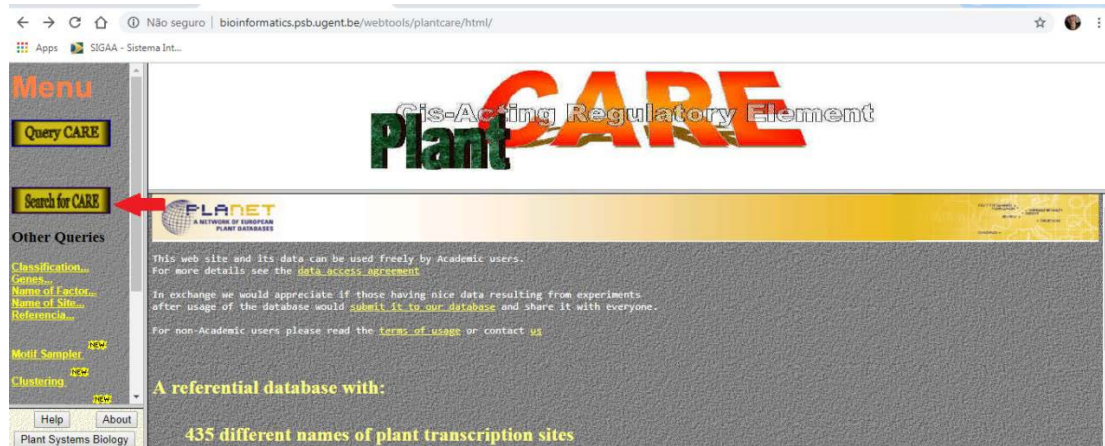 Não seguro | bioinformatics.psb.ugent.be/webtools/plantcare/html/
Apps SIGAA - Sistema Int...
Menu
Query CARE
Search for CARE
Other Queries
Classification...
Genes...
Name of Factor...
Name of Site...
Referencia...
NEW
Motif Sampler
NEW
Clustering
NEW
Help About
Plant Systems Biology
Plant CARE
Cis-Acting Regulatory Element
PLANET
A NETWORK OF EUROPEAN
PLANT DATABASES
This web site and its data can be used freely by Academic users.
For more details see the data access agreement
In exchange we would appreciate if those having nice data resulting from experiments
after usage of the database would submit it to our database and share it with everyone.
For non-Academic users please read the terms of usage or contact us
A referential database with:
435 different names of plant transcription sites